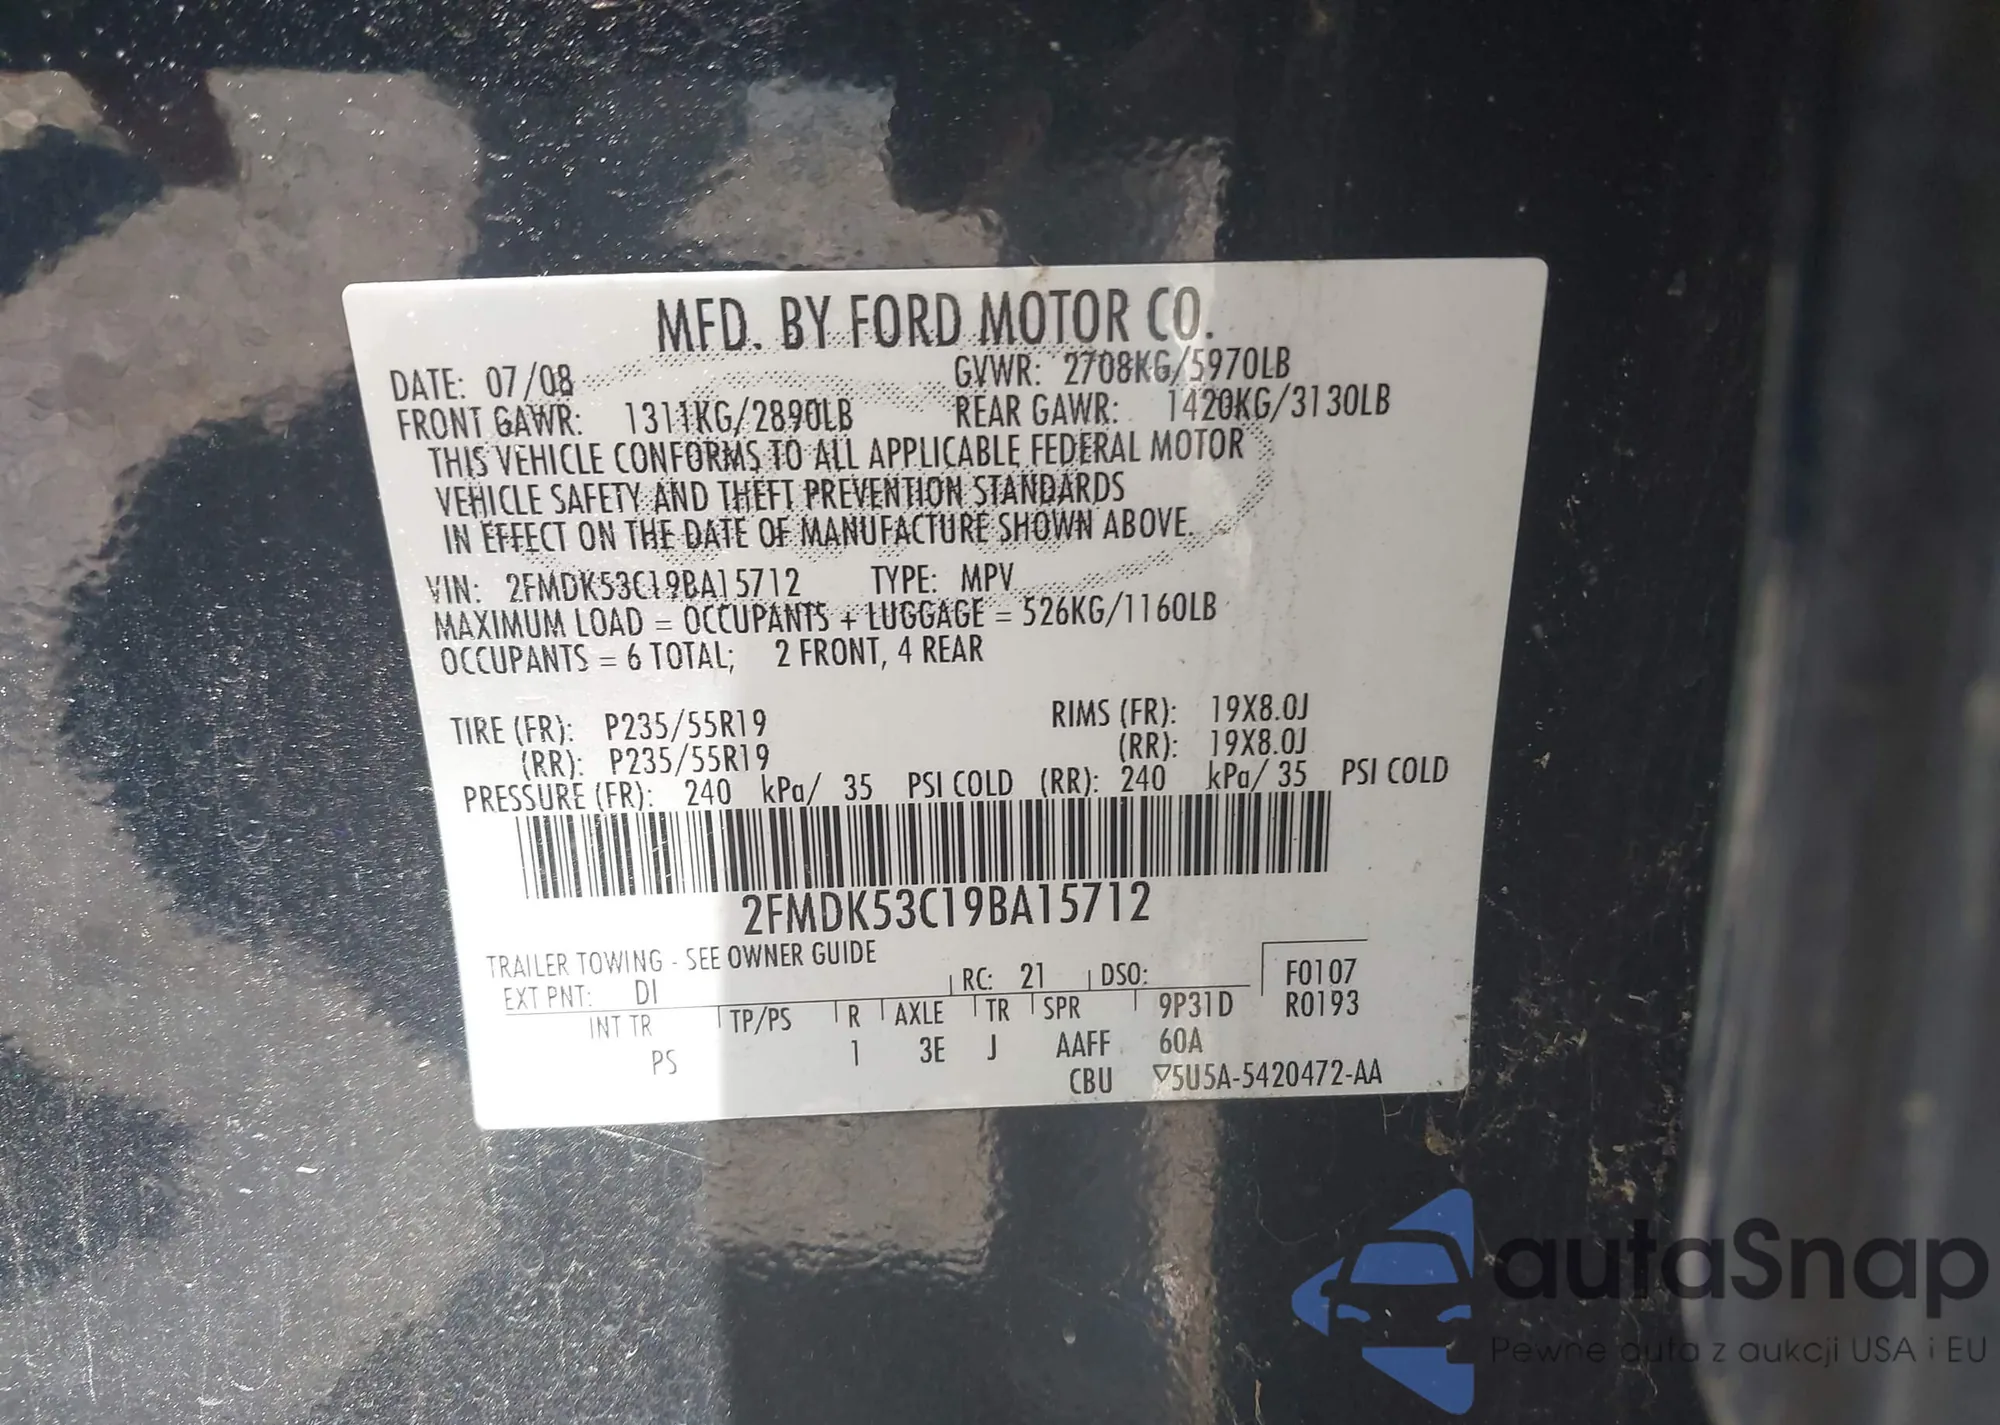 MFD. BY FORD MOTOR CO.
DATE: 07/08 GVWR: 2708KG/5970LB
FRONT GAWR: 1311KG/2890LB REAR GAWR: 1420KG/3130LB
THIS VEHICLE CONFORMS TO ALL APPLICABLE FEDERAL MOTOR
VEHICLE SAFETY AND THEFT PREVENTION STANDARDS
IN EFFECT ON THE DATE OF MANUFACTURE SHOWN ABOVE.
VIN: 2FMDK53C19BA15712 TYPE: MPV
MAXIMUM LOAD = OCCUPANTS + LUGGAGE = 526KG/1160LB
OCCUPANTS = 6 TOTAL; 2 FRONT, 4 REAR
TIRE (FR): P235/55R19 RIMS (FR): 19X8.0J
(RR): P235/55R19 (RR): 19X8.0J
PRESSURE (FR): 240 kPa/ 35 PSI COLD (RR): 240 kPa/ 35 PSI COLD
2FMDK53C19BA15712
TRAILER TOWING - SEE OWNER GUIDE
EXT PNT: DI RC: 21 DSO: F0107
INT TR TP/PS R AXLE TR SPR 9P31D R0193
PS 1 3E J AAFF 60A
CBU ▽5U5A-5420472-AA
autaSnap
Pewne auta z aukcji USA i EU